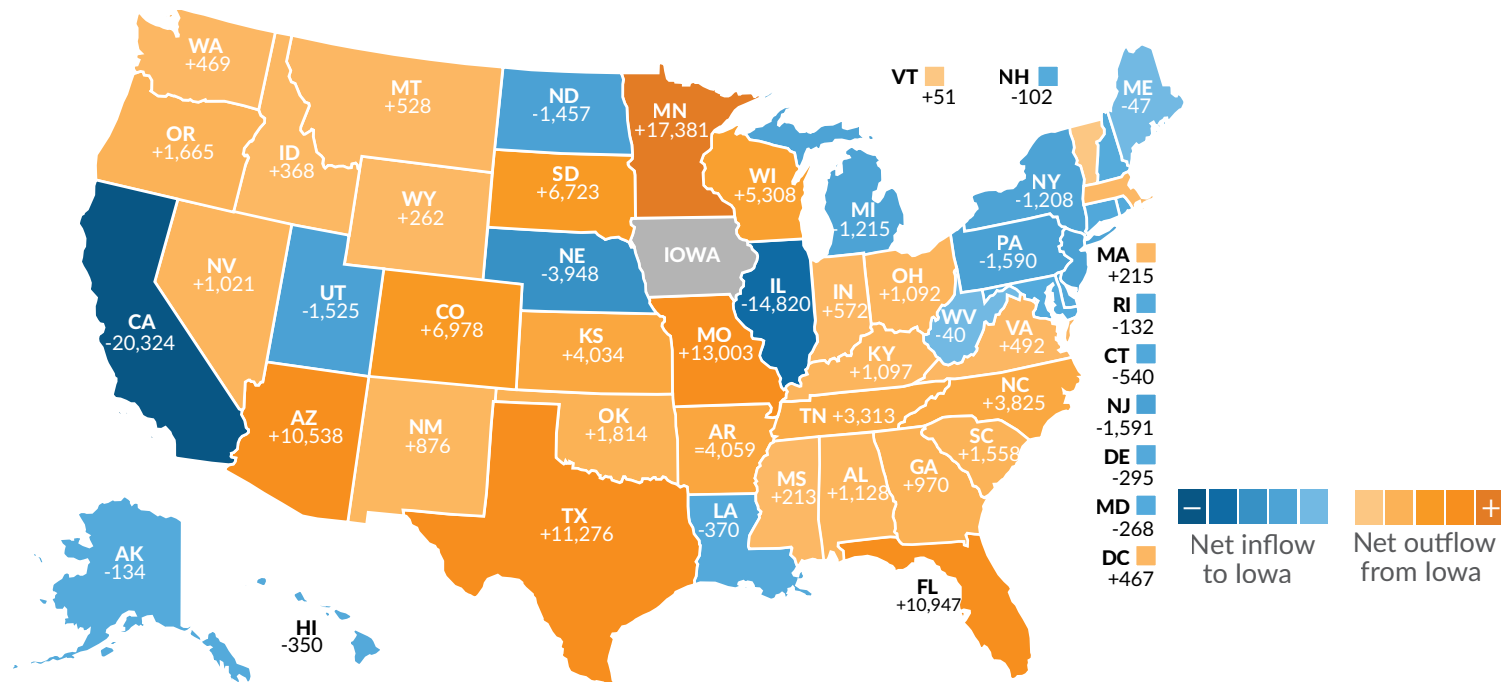 WA
+469
MT
+528
ND
-1,457
MN
+17,381
VT
+51
NH
-102
ME
-47
OR
+1,665
ID
+368
WY
+262
SD
+6,723
WI
+5,308
MI
-1,215
NY
-1,208
NV
+1,021
UT
-1,525
CO
+6,978
NE
-3,948
IOWA
IL
-14,820
IN
+572
OH
+1,092
PA
-1,590
MA
+215
RI
-132
CT
-540
NJ
-1,591
DE
-295
MD
-268
DC
+467
CA
-20,324
KS
+4,034
MO
+13,003
KY
+1,097
WV
-40
VA
+492
AZ
+10,538
NM
+876
OK
+1,814
AR
=4,059
TN +3,313
NC
+3,825
SC
+1,558
MS
+213
AL
+1,128
GA
+970
TX
+11,276
LA
-370
FL
+10,947
AK
-134
HI
-350
– +
Net inflow
to Iowa
Net outflow
from Iowa